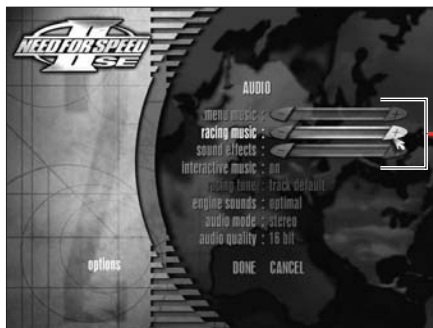 NEED FOR SPEED
II
SE
AUDIO
menu music :
racing music :
sound effects :
interactive music : on
racing tune : track default
engine sounds : optimal
audio mode : stereo
audio quality : 16 bit
options
DONE CANCEL